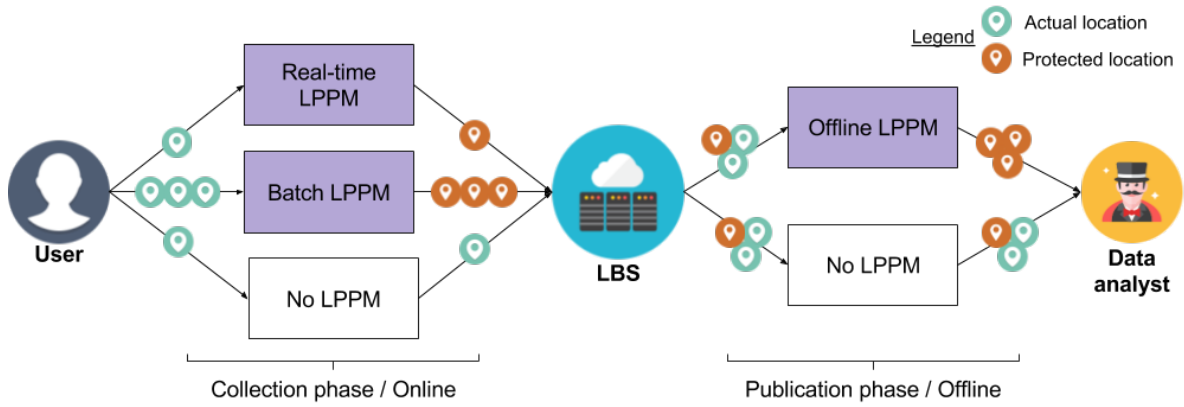 Legend
Actual location
Protected location
Real-time
LPPM
Batch LPPM
No LPPM
User
LBS
Offline LPPM
No LPPM
Data
analyst
Collection phase / Online
Publication phase / Offline